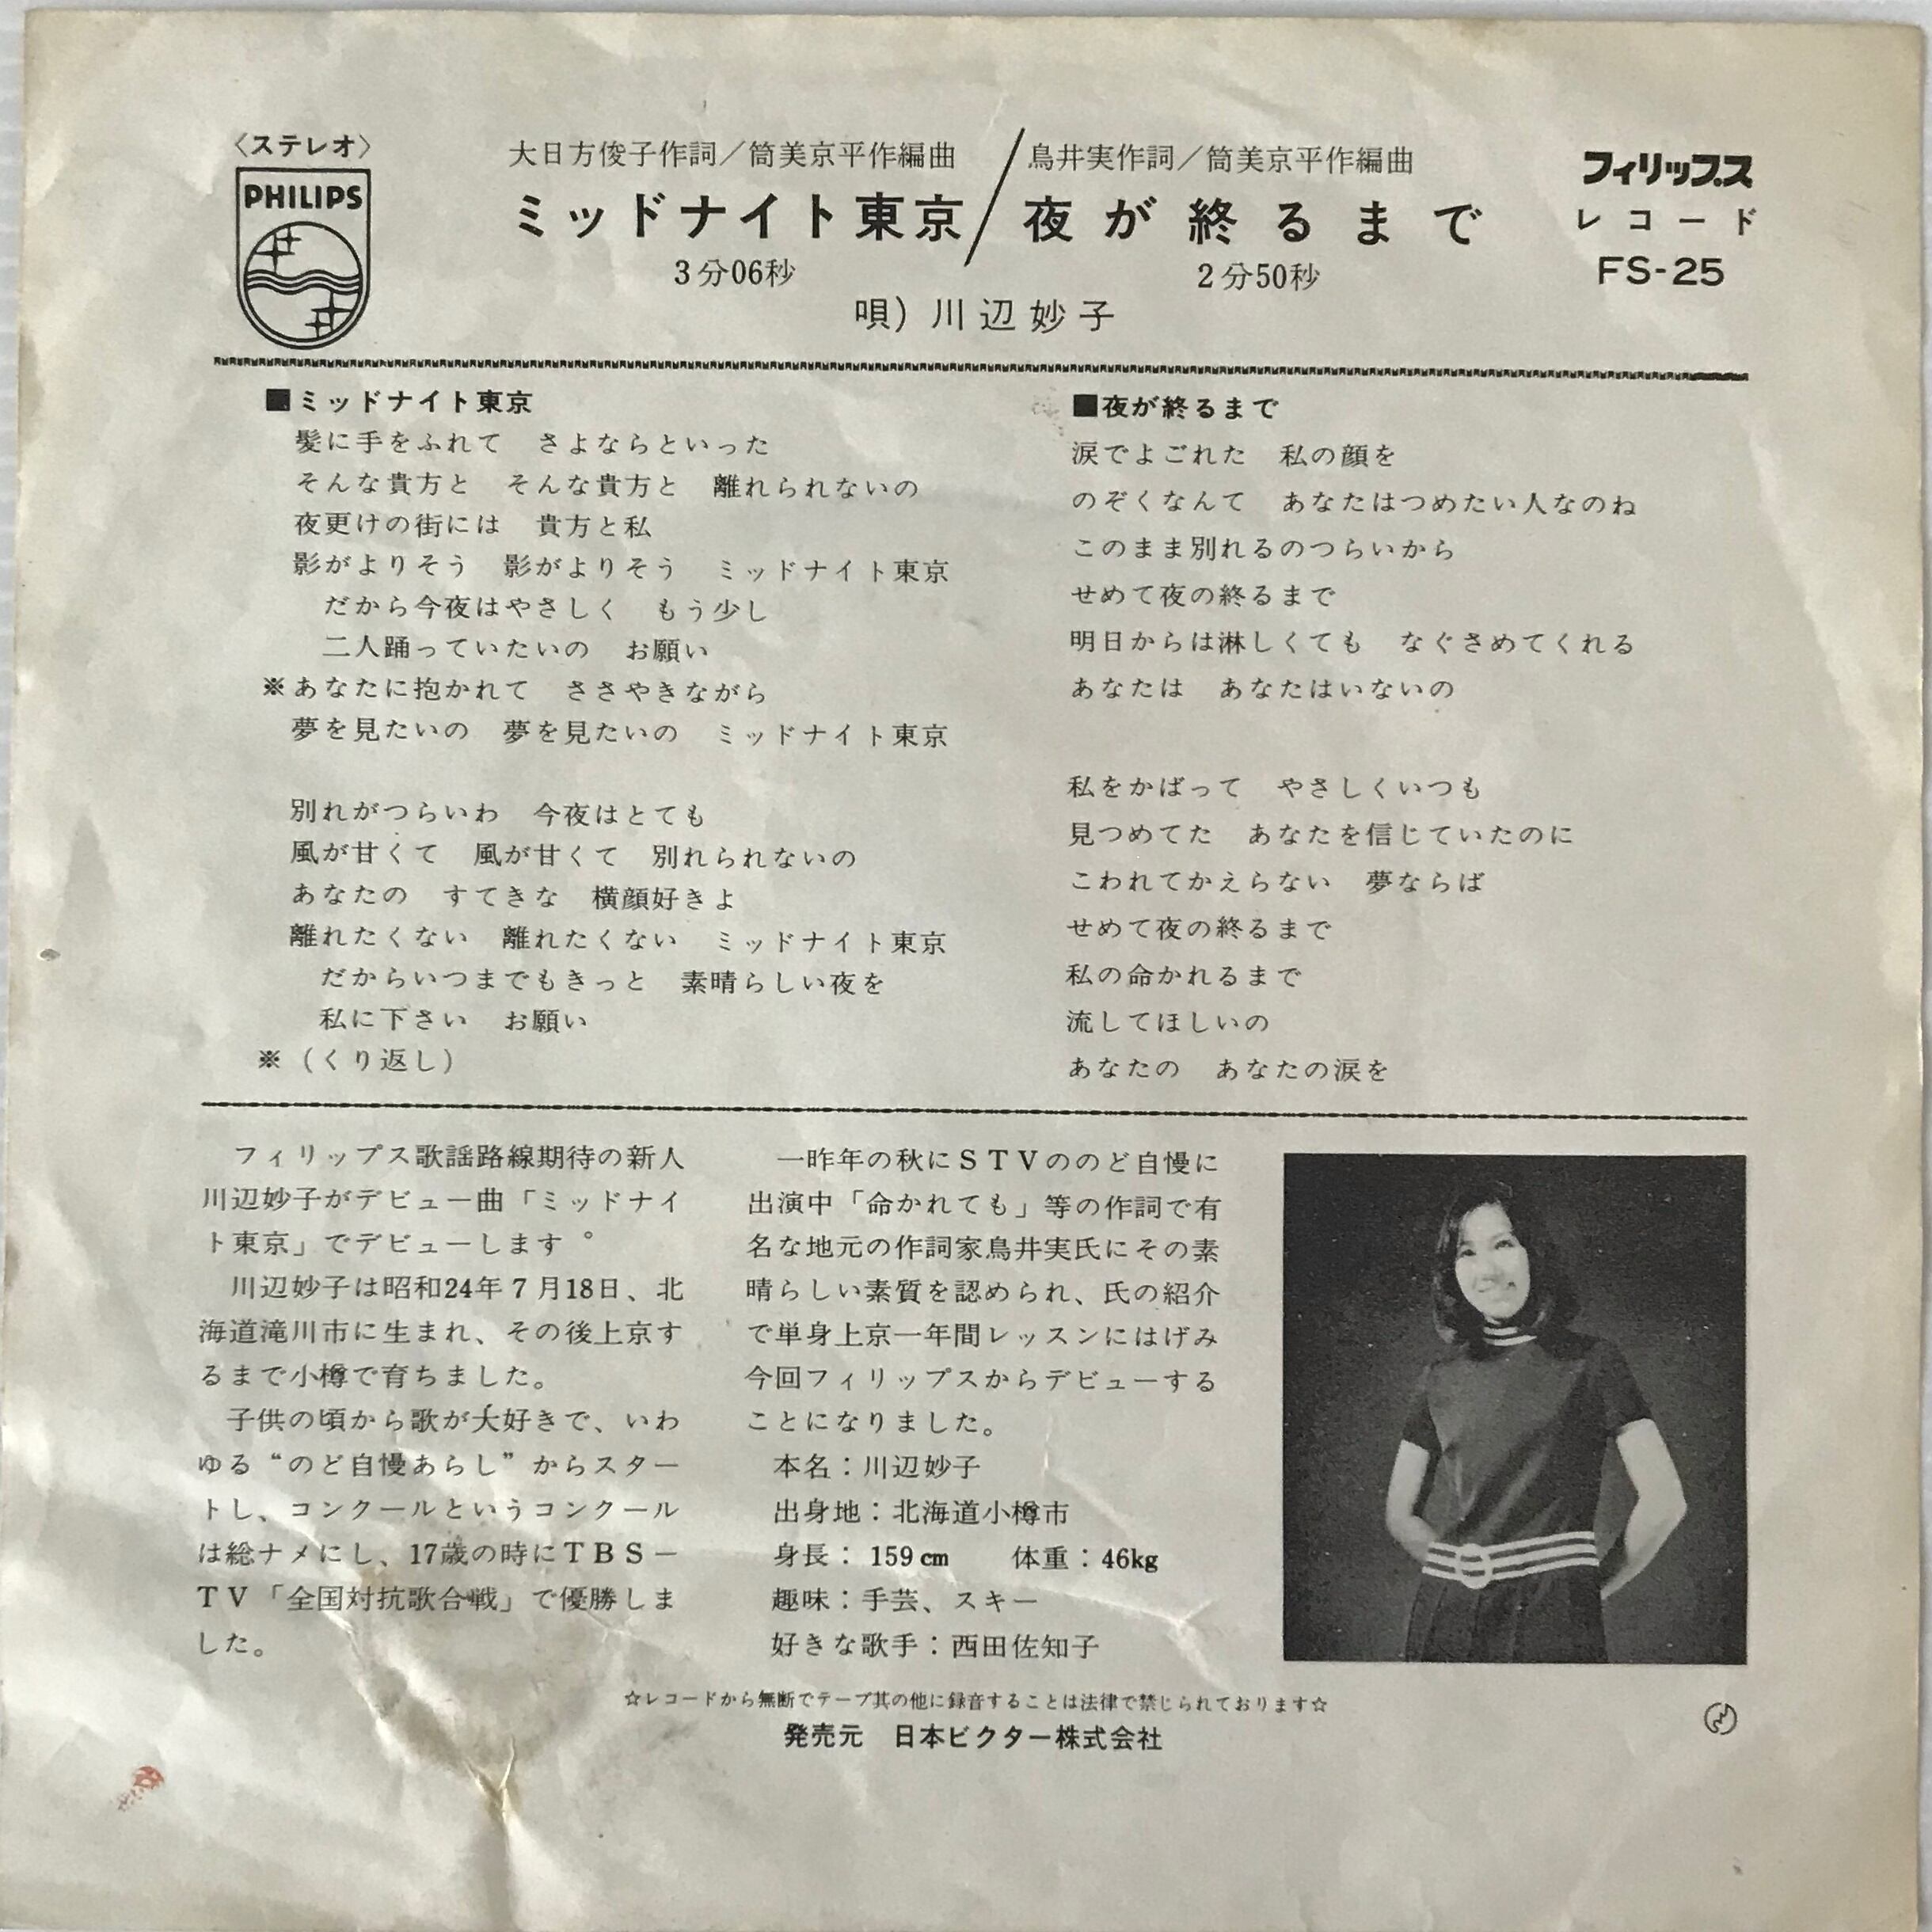 〈ステレオ〉
PHILIPS
大日方俊子作詞／筒美京平作編曲
ミッドナイト東京
3分06秒
鳥井実作詞／筒美京平作編曲
夜が終るまで
2分50秒
唄）川辺妙子
フィリップス
レコード
FS-25
■ミッドナイト東京
髪に手をふれて　さよならといった
そんな貴方と　そんな貴方と　離れられないの
夜更けの街には　貴方と私
影がよりそう　影がよりそう　ミッドナイト東京
だから今夜はやさしく　もう少し
二人踊っていたいの　お願い
※あなたに抱かれて　ささやきながら
夢を見たいの　夢を見たいの　ミッドナイト東京
別れがつらいわ　今夜はとても
風が甘くて　風が甘くて　別れられないの
あなたの　すてきな　横顔好きよ
離れたくない　離れたくない　ミッドナイト東京
だからいつまでもきっと　素晴らしい夜を
私に下さい　お願い
※（くり返し）
■夜が終るまで
涙でよごれた　私の顔を
のぞくなんて　あなたはつめたい人なのね
このまま別れるのつらいから
せめて夜の終るまで
明日からは淋しくても　なぐさめてくれる
あなたは　あなたはいないの
私をかばって　やさしくいつも
見つめてた　あなたを信じていたのに
こわれてかえらない　夢ならば
せめて夜の終るまで
私の命かれるまで
流してほしいの
あなたの　あなたの涙を
フィリップス歌謡路線期待の新人
川辺妙子がデビュー曲「ミッドナイ
ト東京」でデビューします゜
川辺妙子は昭和24年7月18日、北
海道滝川市に生まれ、その後上京す
るまで小樽で育ちました。
子供の頃から歌が大好きで、いわ
ゆる“のど自慢あらし”からスター
トし、コンクールというコンクール
は総ナメにし、17歳の時にＴＢＳ－
ＴＶ「全国対抗歌合戦」で優勝しま
した。
一昨年の秋にＳＴＶののど自慢に
出演中「命かれても」等の作詞で有
名な地元の作詞家鳥井実氏にその素
晴らしい素質を認められ、氏の紹介
で単身上京一年間レッスンにはげみ
今回フィリップスからデビューする
ことになりました。
本名：川辺妙子
出身地：北海道小樽市
身長：159㎝　体重：46kg
趣味：手芸、スキー
好きな歌手：西田佐知子
☆レコードから無断でテープ其の他に録音することは法律で禁じられております☆
発売元　日本ビクター株式会社